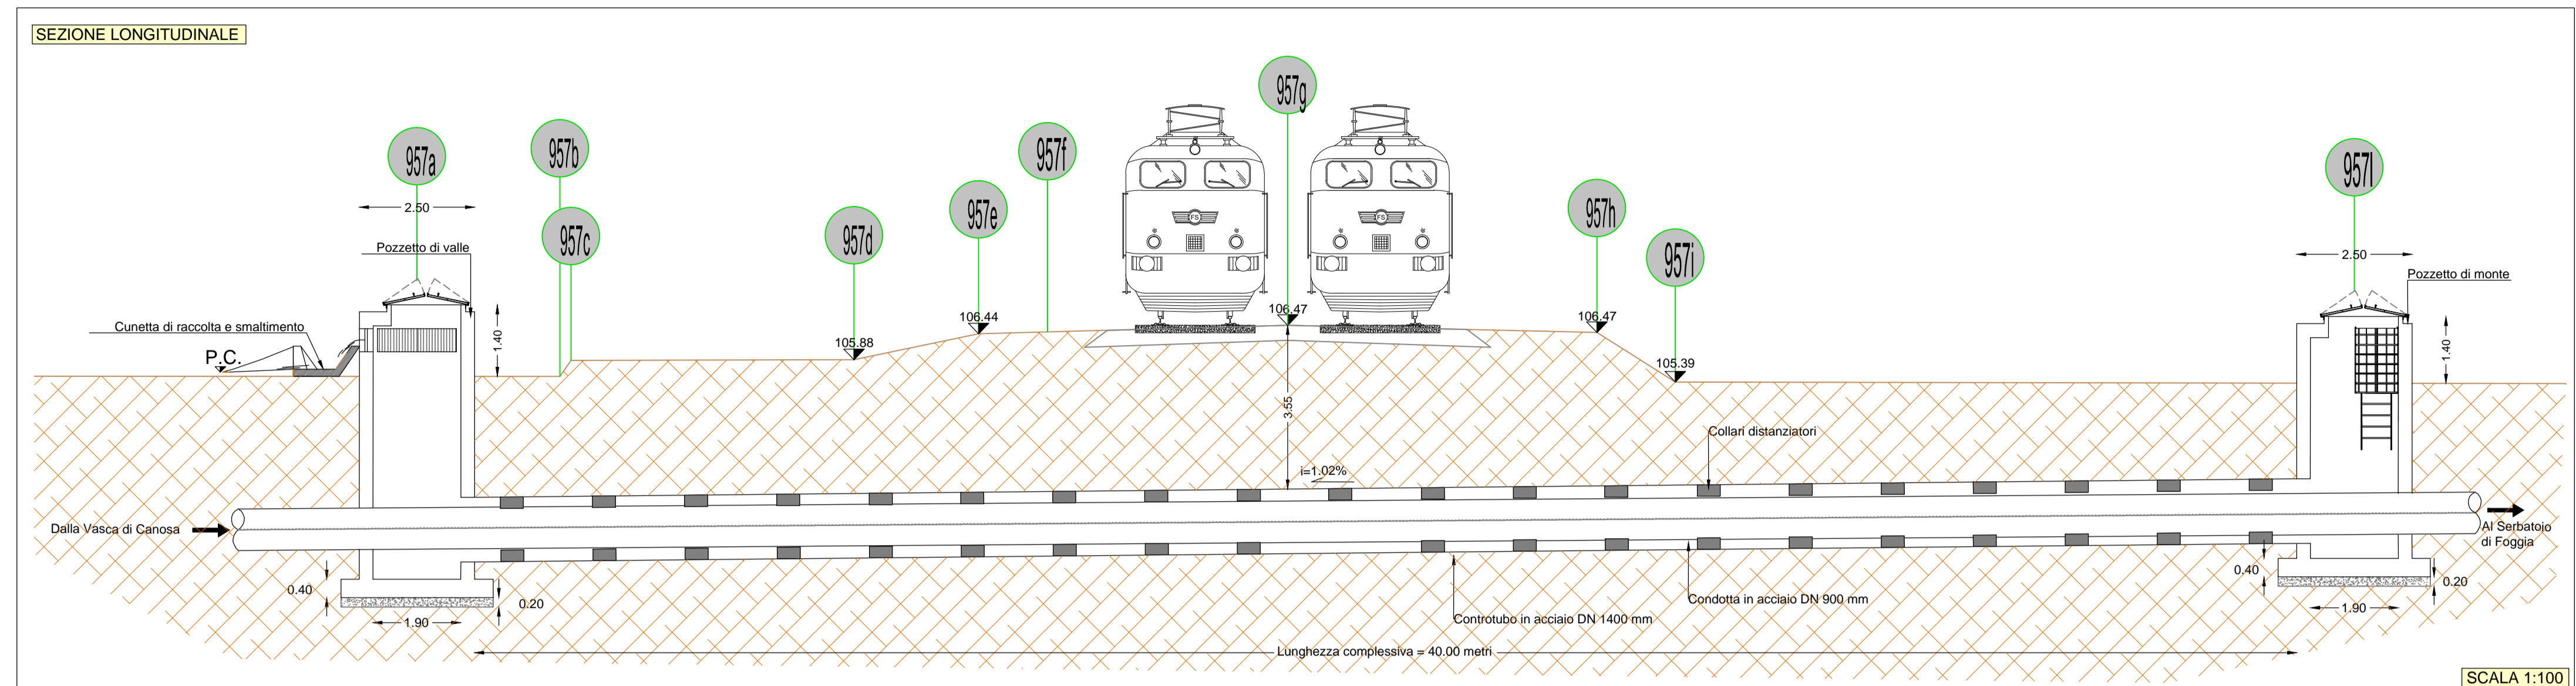 SEZIONE LONGITUDINALE
957a
957b
957c
957d
957e
957f
957g
957h
957i
957l
2.50
Pozzetto di valle
Cunetta di raccolta e smaltimento
P.C.
1.40
105.88
106.44
106.47
106.47
105.39
FS
FS
2.50
Pozzetto di monte
1.40
3.55
Collari distanziatori
i=1.02%
Dalla Vasca di Canosa
Al Serbatoio
di Foggia
0.40
0.20
1.90
Condotta in acciaio DN 900 mm
Controtubo in acciaio DN 1400 mm
0.40
0.20
1.90
Lunghezza complessiva = 40.00 metri
SCALA 1:100